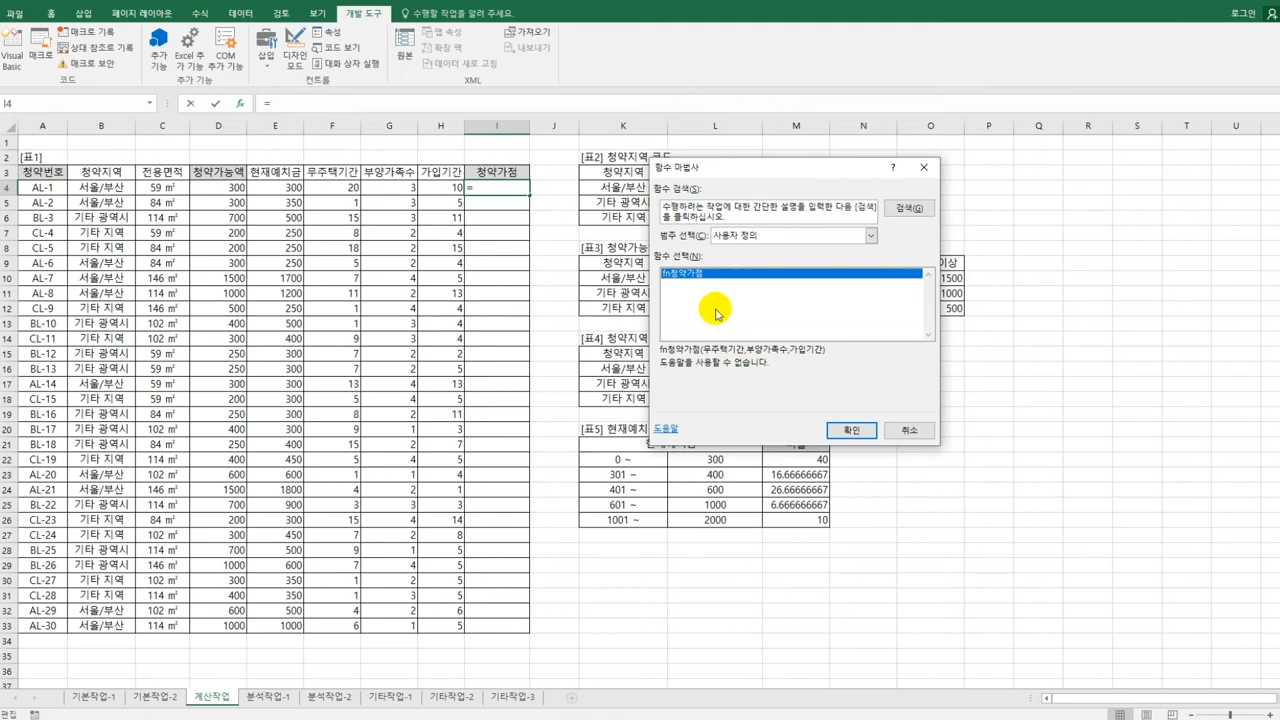 파일 홈 삽입 페이지 레이아웃 수식 데이터 검토 보기 개발 도구 수행할 작업을 알려 주세요. 로그인
Visual Basic 매크로 매크로 기록 상대 참조로 기록 매크로 보안 추가 기능 Excel 추가 기능 COM 추가 기능 삽입 디자인 모드 속성 코드 보기 대화 상자 실행 원본 맵 속성 확장 팩 데이터 새로 고침 가져오기 내보내기
코드 추가 기능 컨트롤 XML
I4 fx =
A B C D E F G H I J K L M N O P Q R S T U
1
2 [표1] [표2] 청약지역
3 청약번호 청약지역 전용면적 청약가능액 현재예치금 무주택기간 부양가족수 가입기간 청약가점 청약지역
4 AL-1 서울/부산 59 ㎡ 300 300 20 3 10 = 서울/부산
5 AL-2 서울/부산 84 ㎡ 300 350 1 3 5 기타 광역시
6 BL-3 기타 광역시 114 ㎡ 700 500 15 3 11 기타 지역
7 CL-4 기타 지역 114 ㎡ 200 300 8 2 4
8 CL-5 기타 지역 114 ㎡ 250 300 18 2 15 [표3] 청약가능
9 AL-6 서울/부산 59 ㎡ 250 300 5 2 4 청약지역 이상
10 AL-7 서울/부산 146 ㎡ 1500 1700 7 4 5 서울/부산 1500
11 AL-8 서울/부산 114 ㎡ 1000 1200 11 2 13 기타 광역시 1000
12 CL-9 기타 지역 146 ㎡ 500 250 1 4 4 기타 지역 500
13 BL-10 기타 광역시 102 ㎡ 400 500 1 3 4
14 CL-11 기타 지역 102 ㎡ 300 400 9 3 4 [표4] 청약지역
15 BL-12 기타 광역시 59 ㎡ 250 300 7 2 2 청약지역
16 BL-13 기타 광역시 59 ㎡ 250 250 7 2 5 서울/부산
17 AL-14 서울/부산 59 ㎡ 300 300 13 4 13 기타 광역시
18 CL-15 기타 지역 59 ㎡ 200 300 5 4 5 기타 지역
19 BL-16 기타 광역시 84 ㎡ 250 300 8 2 11
20 BL-17 기타 광역시 102 ㎡ 400 300 9 1 3 [표5] 현재예치
21 BL-18 기타 광역시 84 ㎡ 250 400 15 2 7
22 CL-19 기타 지역 114 ㎡ 400 450 5 4 5 0 ~ 300 40
23 AL-20 서울/부산 102 ㎡ 600 600 1 1 4 301 ~ 400 16.66666667
24 AL-21 서울/부산 146 ㎡ 1500 1800 4 2 1 401 ~ 600 26.66666667
25 BL-22 기타 광역시 114 ㎡ 700 900 3 3 3 601 ~ 1000 6.666666667
26 CL-23 기타 지역 84 ㎡ 200 300 15 4 14 1001 ~ 2000 10
27 CL-24 기타 지역 102 ㎡ 300 450 7 2 8
28 BL-25 기타 광역시 114 ㎡ 700 500 9 1 5
29 BL-26 기타 광역시 146 ㎡ 1000 600 7 4 5
30 CL-27 기타 지역 102 ㎡ 300 350 1 2 5
31 CL-28 기타 지역 114 ㎡ 400 350 1 3 5
32 AL-29 서울/부산 102 ㎡ 600 500 4 2 6
33 AL-30 서울/부산 114 ㎡ 1000 1000 6 1 5
34
35
36
37
함수 마법사 ?
함수 검색(S):
수행하려는 작업에 대한 간단한 설명을 입력한 다음 [검색]
을 클릭하십시오. 검색(G)
범주 선택(C): 사용자 정의
함수 선택(N):
fn청약가점
fn청약가점(무주택기간,부양가족수,가입기간)
도움말을 사용할 수 없습니다.
도움말 확인 취소
기본작업-1 기본작업-2 계산작업 분석작업-1 분석작업-2 기타작업-1 기타작업-2 기타작업-3
편집